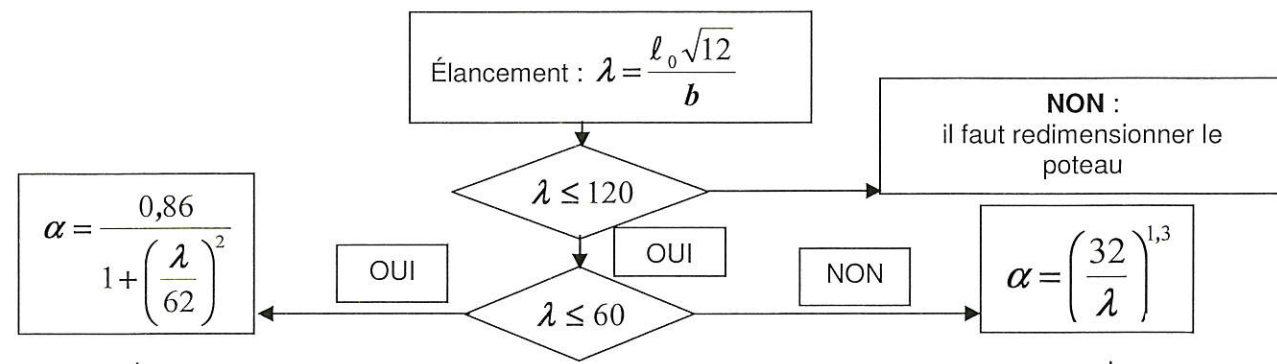 Élancement : λ = ℓ₀√12 / b
NON :
il faut redimensionner le
poteau
λ ≤ 120
α = 0,86 / (1 + (λ/62)²)
OUI
OUI
NON
α = (32/λ)^1,3
λ ≤ 60